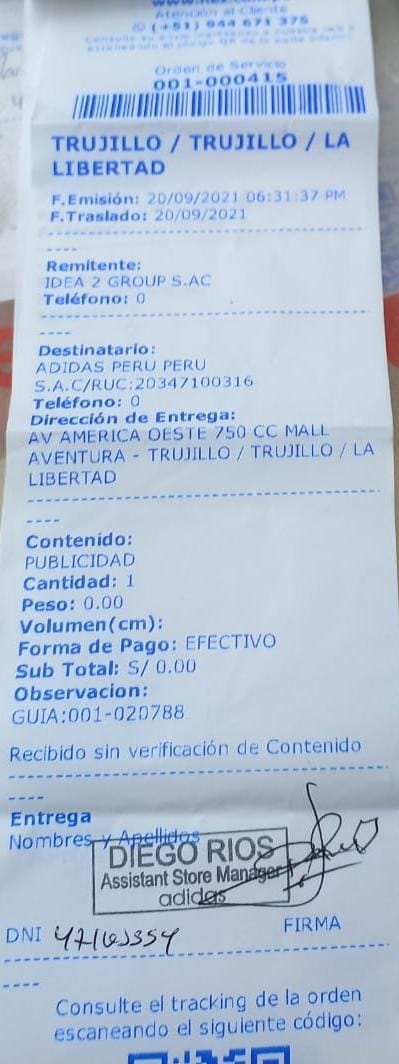 Atención al Cliente
(+51) 944 671 375
Orden de Servicio
001-000415
TRUJILLO / TRUJILLO / LA
LIBERTAD
F.Emisión: 20/09/2021 06:31:37 PM
F.Traslado: 20/09/2021
----
Remitente:
IDEA 2 GROUP S.AC
Teléfono: 0
----
Destinatario:
ADIDAS PERU PERU
S.A.C/RUC:20347100316
Teléfono: 0
Dirección de Entrega:
AV AMERICA OESTE 750 CC MALL
AVENTURA - TRUJILLO / TRUJILLO / LA
LIBERTAD
----
Contenido:
PUBLICIDAD
Cantidad: 1
Peso: 0.00
Volumen(cm):
Forma de Pago: EFECTIVO
Sub Total: S/ 0.00
Observacion:
GUIA:001-020788
Recibido sin verificación de Contenido
----
Entrega
Nombres y Apellidos
DIEGO RIOS
Assistant Store Manager
adidas
DNI
FIRMA
----
Consulte el tracking de la orden
escaneando el siguiente código: